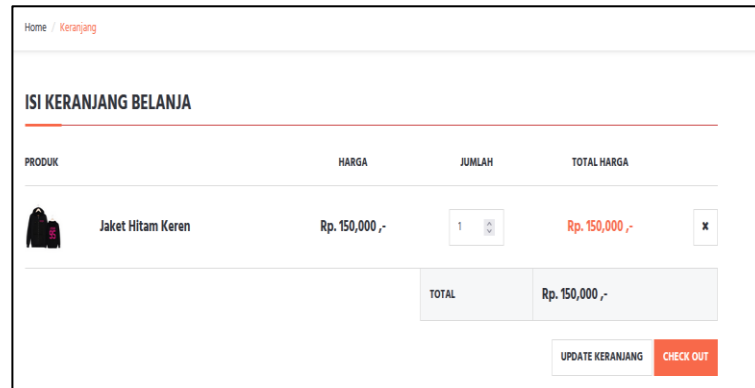 Home / Keranjang
ISI KERANJANG BELANJA
PRODUK HARGA JUMLAH TOTAL HARGA
Jaket Hitam Keren Rp. 150,000 ,- 1 Rp. 150,000 ,- x
TOTAL Rp. 150,000 ,-
UPDATE KERANJANG CHECK OUT